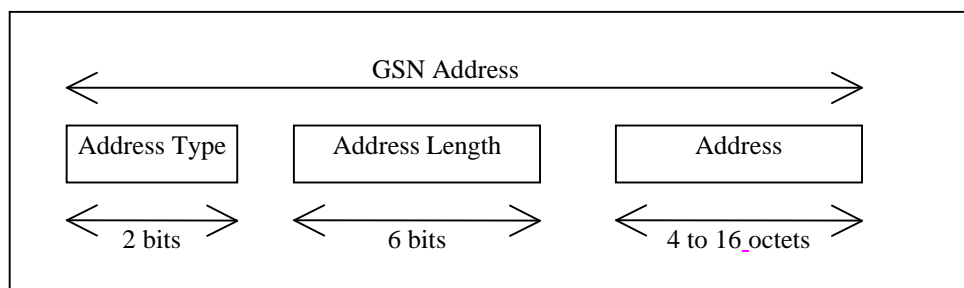 GSN Address
Address Type Address Length Address
2 bits 6 bits 4 to 16 octets